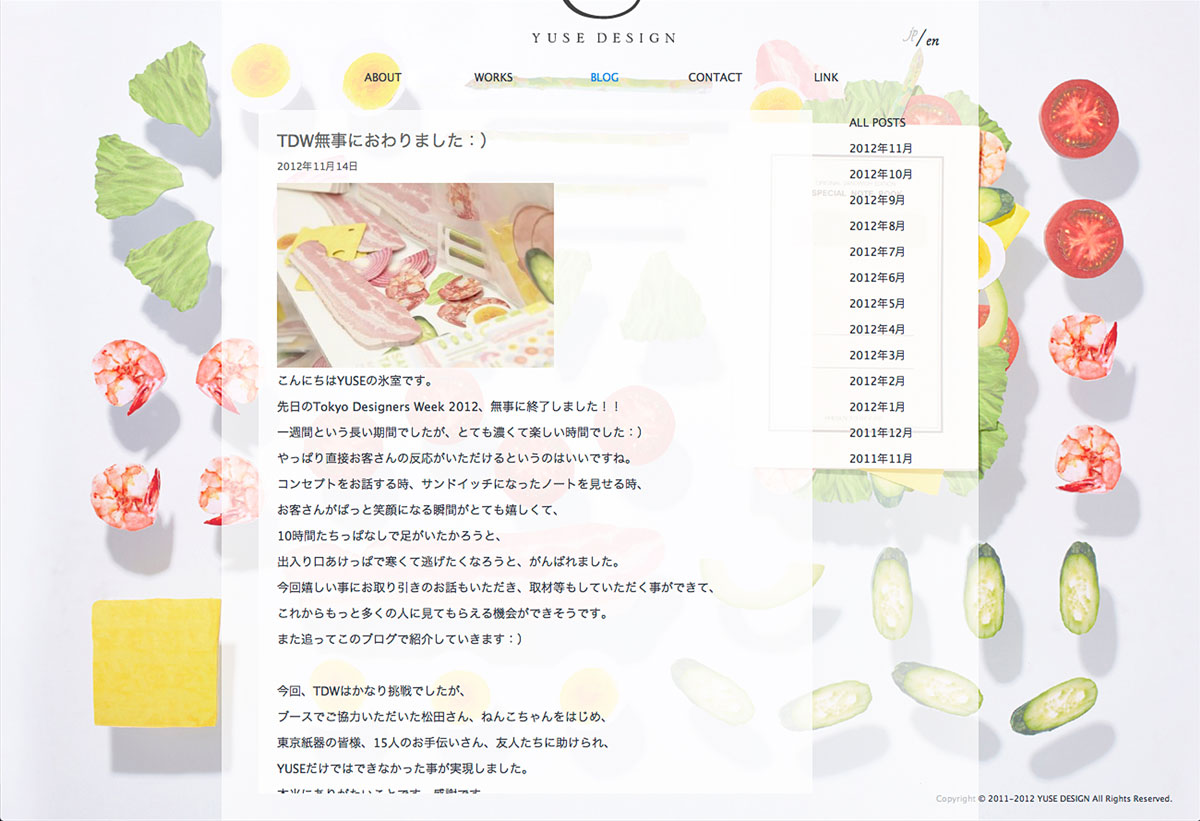 YUSE DESIGN
jp/en
ABOUT
WORKS
BLOG
CONTACT
LINK
TDW無事におわりました：）
2012年11月14日
こんにちはYUSEの氷室です。
先日のTokyo Designers Week 2012、無事に終了しました！！
一週間という長い期間でしたが、とても濃くて楽しい時間でした：）
やっぱり直接お客さんの反応がいただけるというのはいいですね。
コンセプトをお話する時、サンドイッチになったノートを見せる時、
お客さんがぱっと笑顔になる瞬間がとても嬉しくて、
10時間たちっぱなしで足がいたかろうと、
出入り口あけっぱで寒くて逃げたくなろうと、がんばれました。
今回嬉しい事にお取り引きのお話もいただき、取材等もしていただく事ができて、
これからもっと多くの人に見てもらえる機会ができそうです。
また追ってこのブログで紹介していきます：）
今回、TDWはかなり挑戦でしたが、
ブースでご協力いただいた松田さん、ねんこちゃんをはじめ、
東京紙器の皆様、15人のお手伝いさん、友人たちに助けられ、
YUSEだけではできなかった事が実現しました。
本当にありがたいことです。感謝です
ALL POSTS
2012年11月
2012年10月
SPECIAL NOTE BOOK
2012年9月
2012年8月
2012年7月
2012年6月
2012年5月
2012年4月
2012年3月
2012年2月
2012年1月
2011年12月
2011年11月
Copyright © 2011-2012 YUSE DESIGN All Rights Reserved.